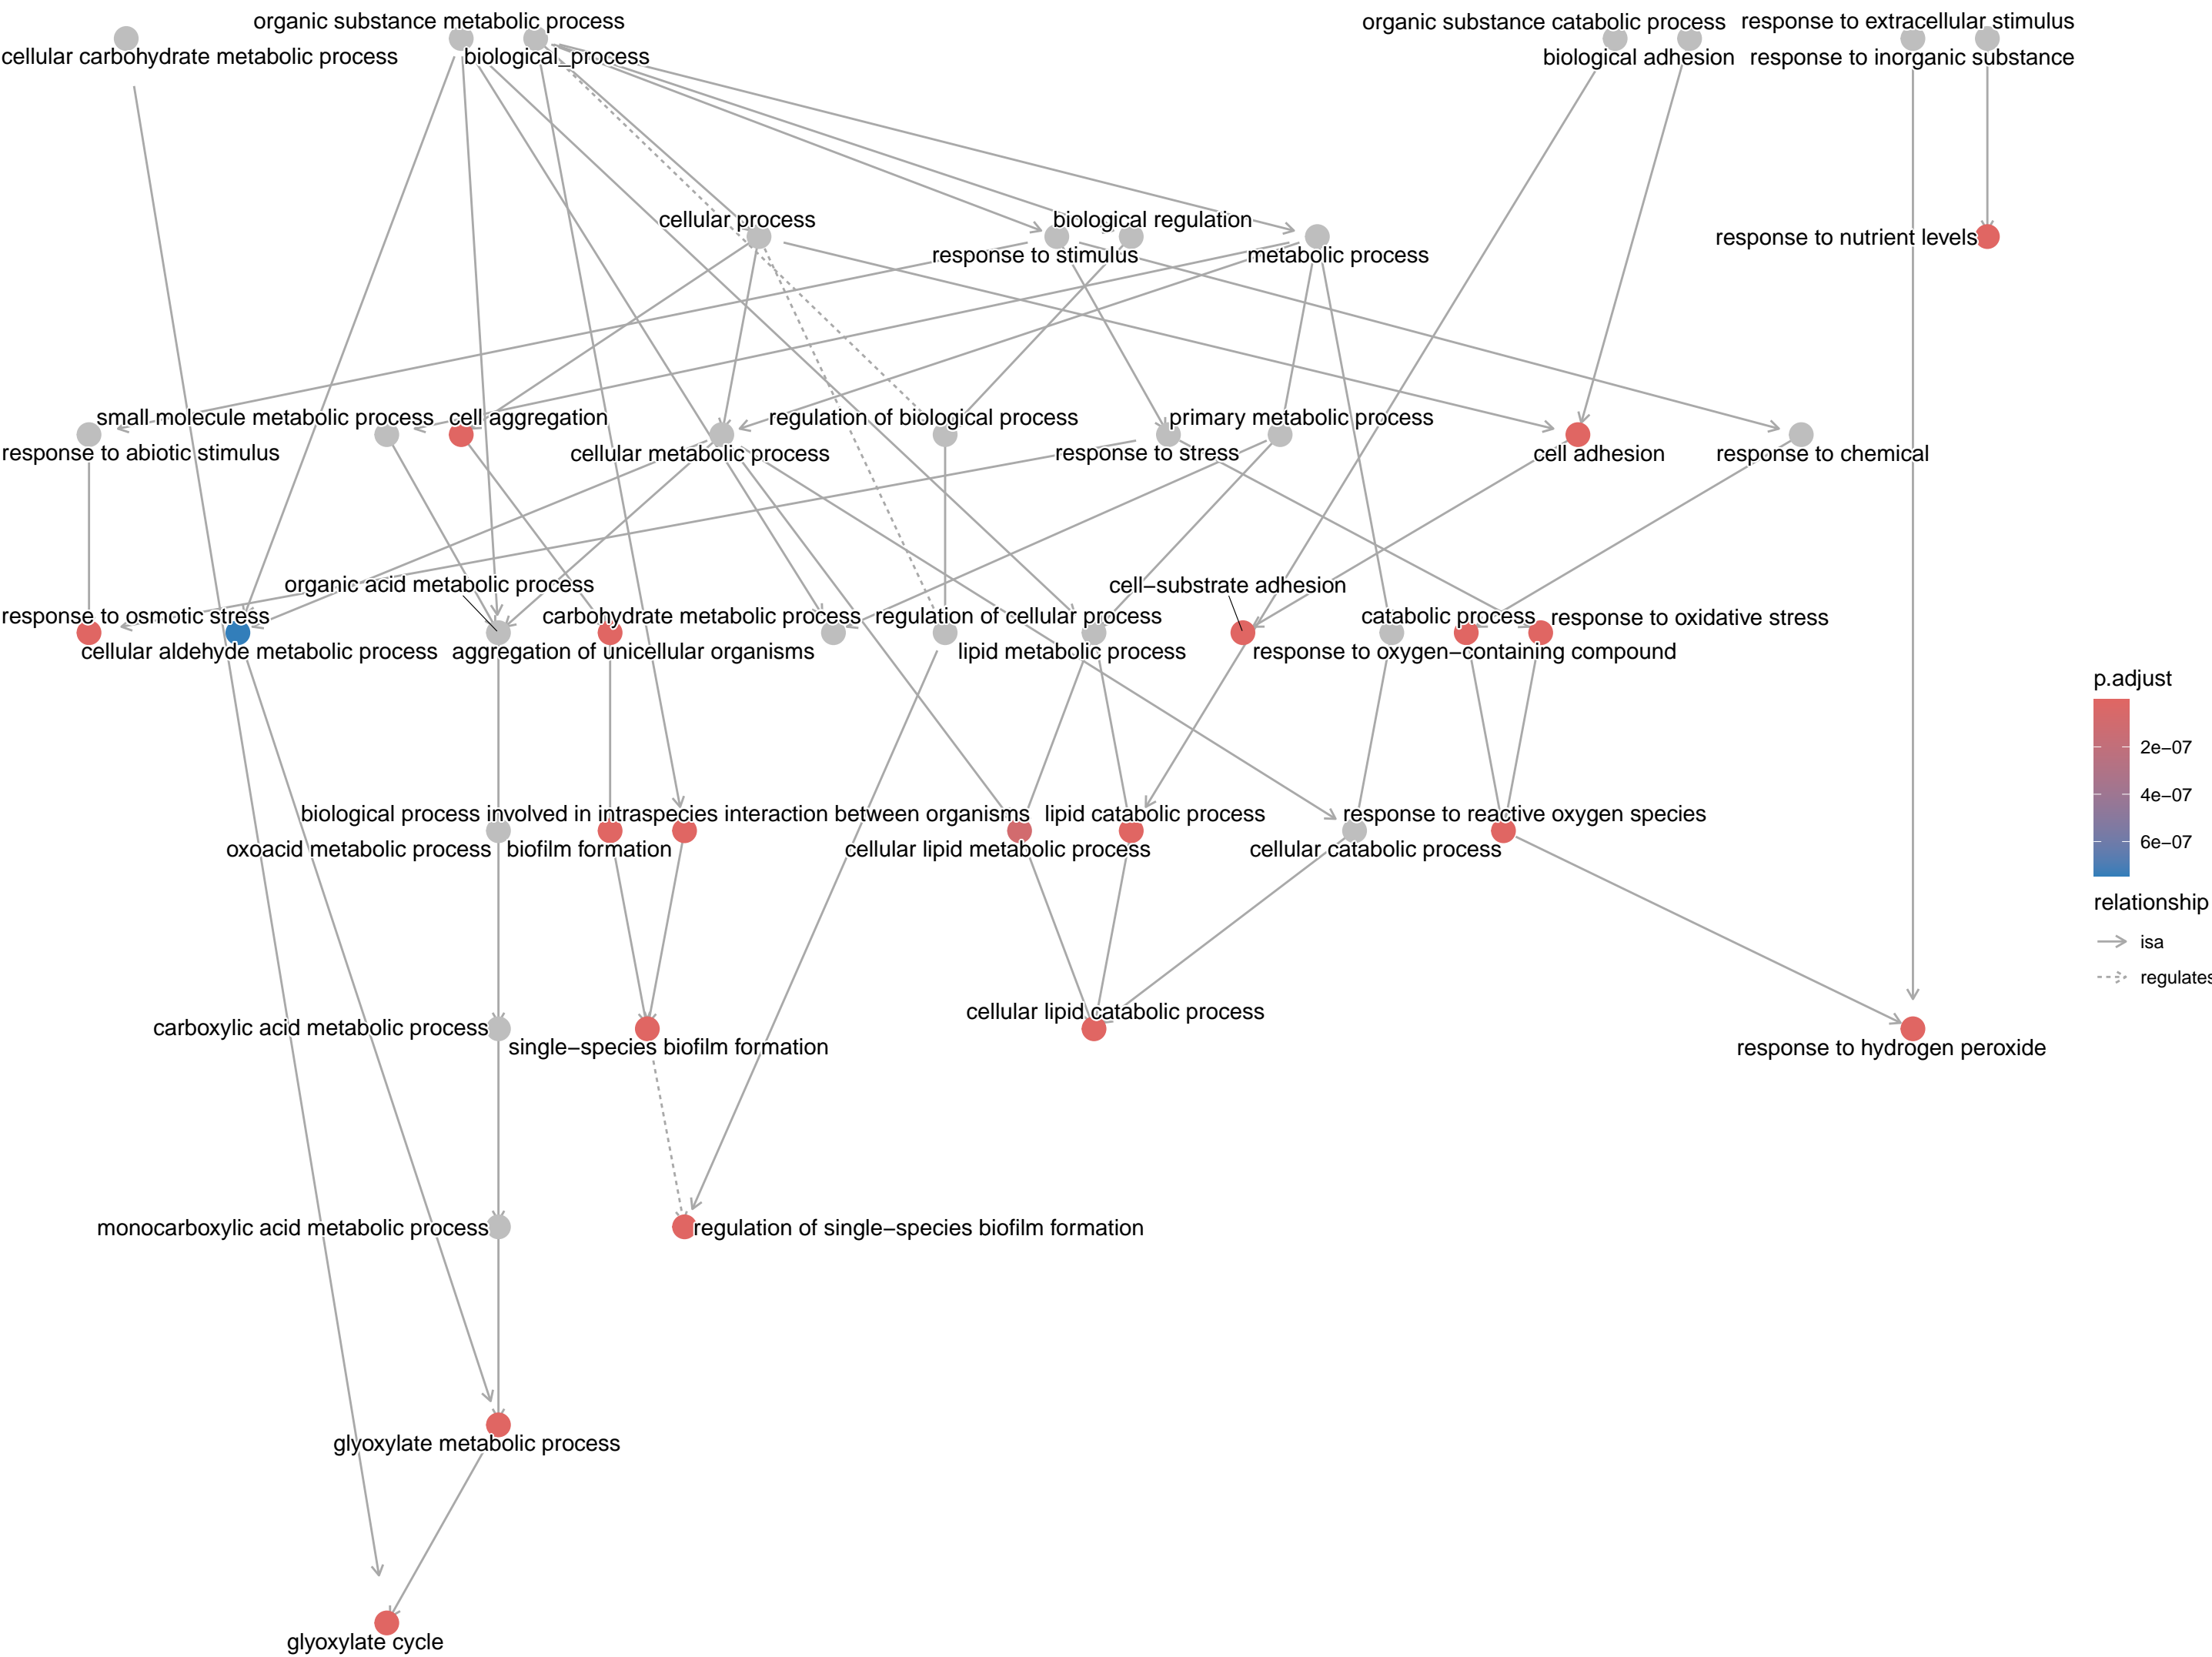 organic substance metabolic process
organic substance catabolic process
response to extracellular stimulus
cellular carbohydrate metabolic process
biological_process
biological adhesion
response to inorganic substance
cellular process
biological regulation
response to nutrient levels
response to stimulus
metabolic process
small molecule metabolic process
cell aggregation
regulation of biological process
primary metabolic process
response to abiotic stimulus
cellular metabolic process
response to stress
cell adhesion
response to chemical
organic acid metabolic process
cell−substrate adhesion
response to osmotic stress
carbohydrate metabolic process
regulation of cellular process
catabolic process
response to oxidative stress
cellular aldehyde metabolic process
aggregation of unicellular organisms
lipid metabolic process
response to oxygen−containing compound
p.adjust
2e−07
4e−07
6e−07
biological process involved in intraspecies interaction between organisms
lipid catabolic process
response to reactive oxygen species
oxoacid metabolic process
biofilm formation
cellular lipid metabolic process
cellular catabolic process
relationship
isa
regulates
cellular lipid catabolic process
carboxylic acid metabolic process
single−species biofilm formation
response to hydrogen peroxide
monocarboxylic acid metabolic process
regulation of single−species biofilm formation
glyoxylate metabolic process
glyoxylate cycle